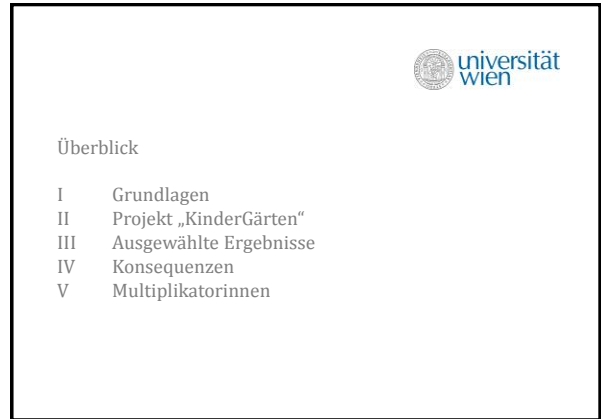 universität
wien
Überblick
I Grundlagen
II Projekt „KinderGärten“
III Ausgewählte Ergebnisse
IV Konsequenzen
V Multiplikatorinnen